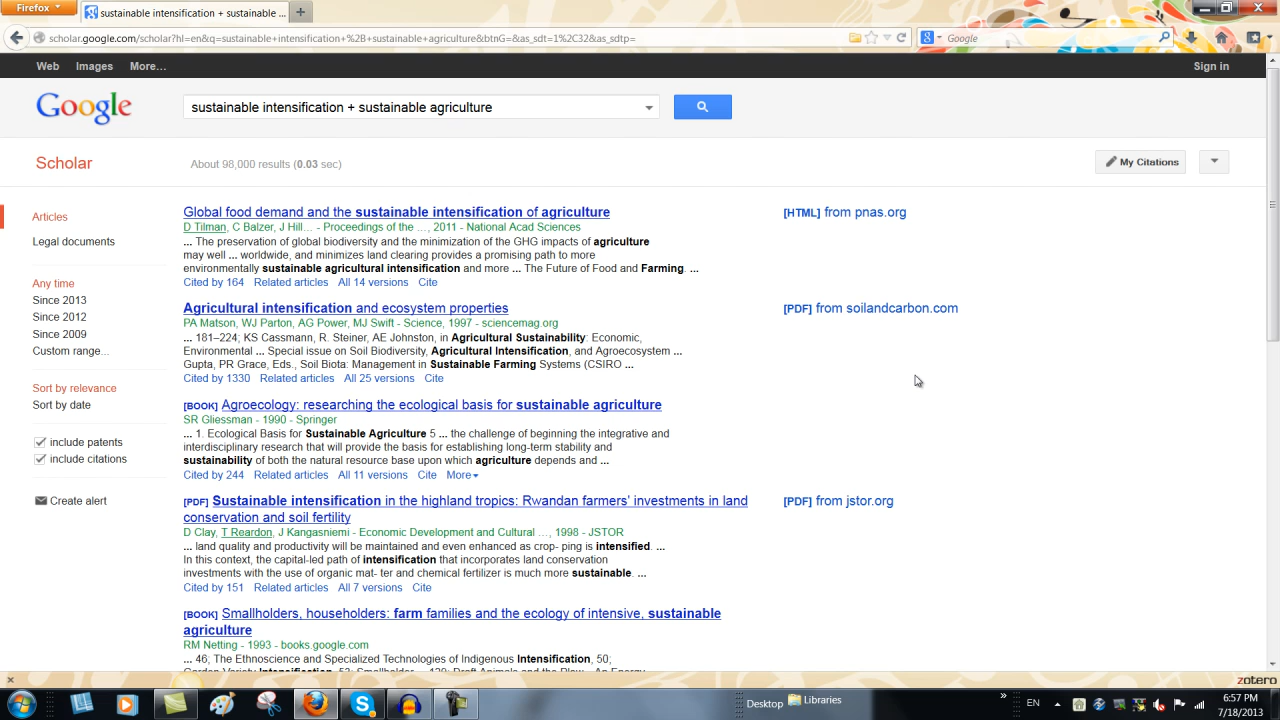 Firefox
sustainable intensification + sustainable ...
scholar.google.com/scholar?hl=en&q=sustainable+intensification+%2B+sustainable+agriculture&btnG=&as_sdt=1%2C32&as_sdtp=
Google
Web Images More... Sign in
Google
sustainable intensification + sustainable agriculture
Scholar
About 98,000 results (0.03 sec)
My Citations
Articles
Legal documents
Any time
Since 2013
Since 2012
Since 2009
Custom range...
Sort by relevance
Sort by date
include patents
include citations
Create alert
Global food demand and the sustainable intensification of agriculture
[HTML] from pnas.org
D Tilman, C Balzer, J Hill... - Proceedings of the ..., 2011 - National Acad Sciences
... The preservation of global biodiversity and the minimization of the GHG impacts of agriculture
may well ... worldwide, and minimizes land clearing provides a promising path to more
environmentally sustainable agricultural intensification and more ... The Future of Food and Farming. ...
Cited by 164 Related articles All 14 versions Cite
Agricultural intensification and ecosystem properties
[PDF] from soilandcarbon.com
PA Matson, WJ Parton, AG Power, MJ Swift - Science, 1997 - sciencemag.org
... 181–224; KS Cassmann, R. Steiner, AE Johnston, in Agricultural Sustainability: Economic,
Environmental ... Special issue on Soil Biodiversity, Agricultural Intensification, and Agroecosystem ...
Gupta, PR Grace, Eds., Soil Biota: Management in Sustainable Farming Systems (CSIRO ...
Cited by 1330 Related articles All 25 versions Cite
[BOOK] Agroecology: researching the ecological basis for sustainable agriculture
SR Gliessman - 1990 - Springer
... 1. Ecological Basis for Sustainable Agriculture 5 ... the challenge of beginning the integrative and
interdisciplinary research that will provide the basis for establishing long-term stability and
sustainability of both the natural resource base upon which agriculture depends and ...
Cited by 244 Related articles All 11 versions Cite More
[PDF] Sustainable intensification in the highland tropics: Rwandan farmers' investments in land
conservation and soil fertility
[PDF] from jstor.org
D Clay, T Reardon, J Kangasniemi - Economic Development and Cultural ..., 1998 - JSTOR
... land quality and productivity will be maintained and even enhanced as crop- ping is intensified. ...
In this context, the capital-led path of intensification that incorporates land conservation
investments with the use of organic mat- ter and chemical fertilizer is much more sustainable. ...
Cited by 151 Related articles All 7 versions Cite
[BOOK] Smallholders, householders: farm families and the ecology of intensive, sustainable
agriculture
RM Netting - 1993 - books.google.com
... 46, The Ethnoscience and Specialized Technologies of Indigenous Intensification, 50;
zotero
Desktop Libraries
EN
6:57 PM
7/18/2013